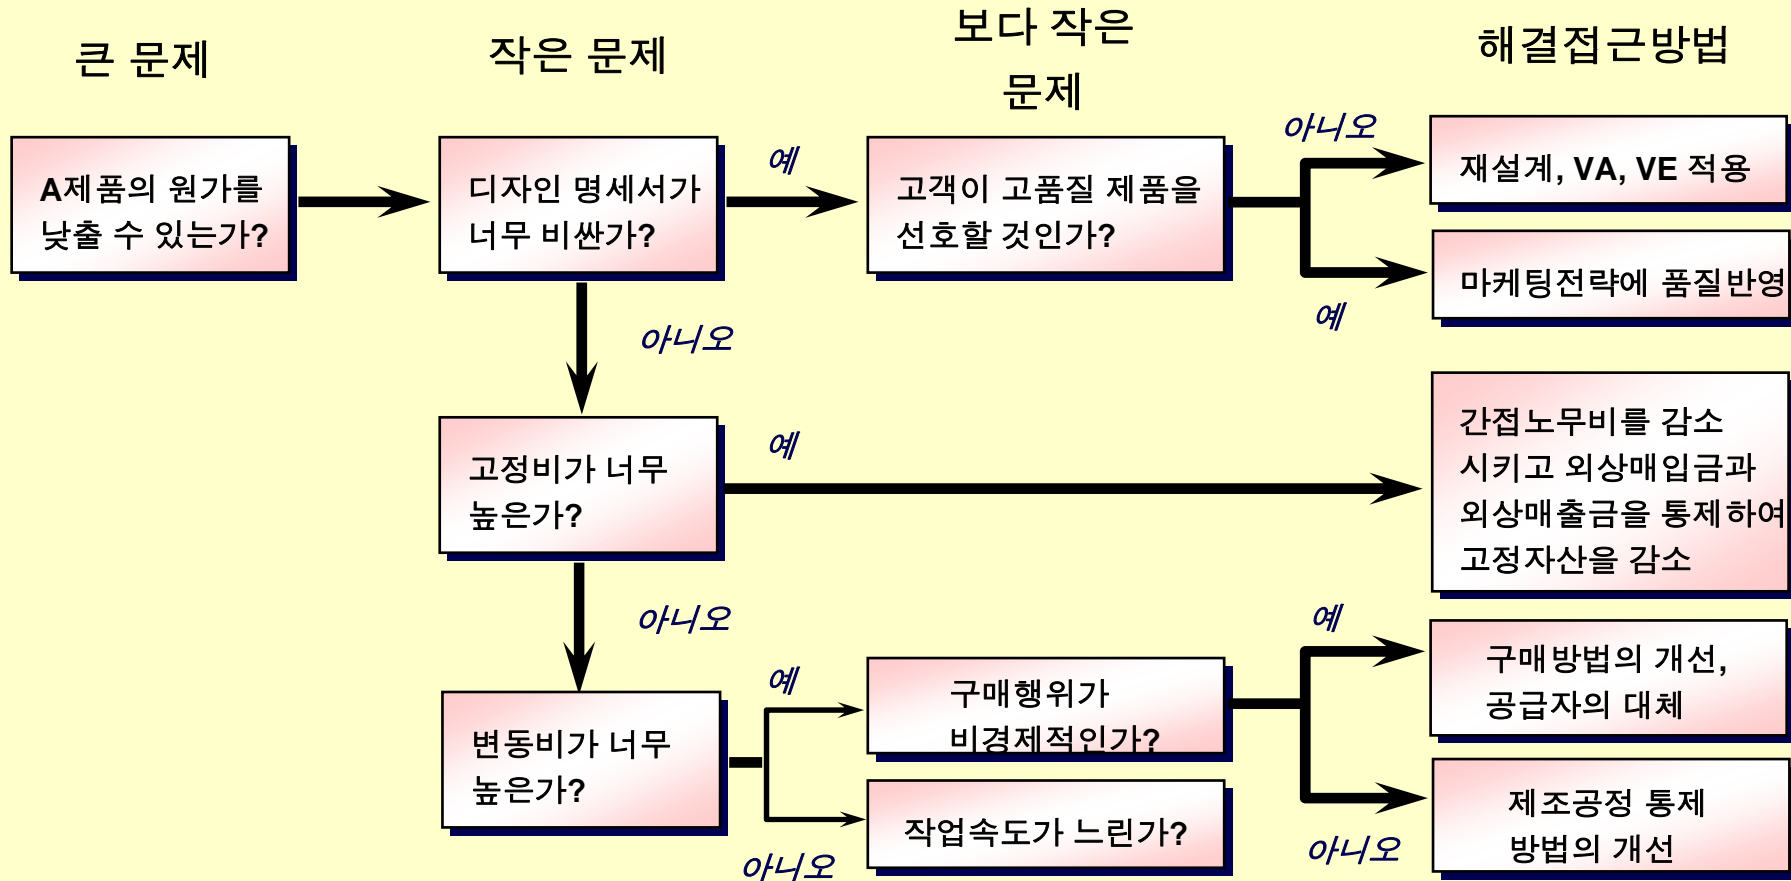 큰 문제
작은 문제
보다 작은
문제
해결접근방법
A제품의 원가를
낮출 수 있는가?
디자인 명세서가
너무 비싼가?
예
고객이 고품질 제품을
선호할 것인가?
아니오
재설계, VA, VE 적용
마케팅전략에 품질반영
예
아니오
고정비가 너무
높은가?
예
간접노무비를 감소
시키고 외상매입금과
외상매출금을 통제하여
고정자산을 감소
아니오
변동비가 너무
높은가?
예
구매행위가
비경제적인가?
예
구매방법의 개선,
공급자의 대체
아니오
작업속도가 느린가?
아니오
제조공정 통제
방법의 개선